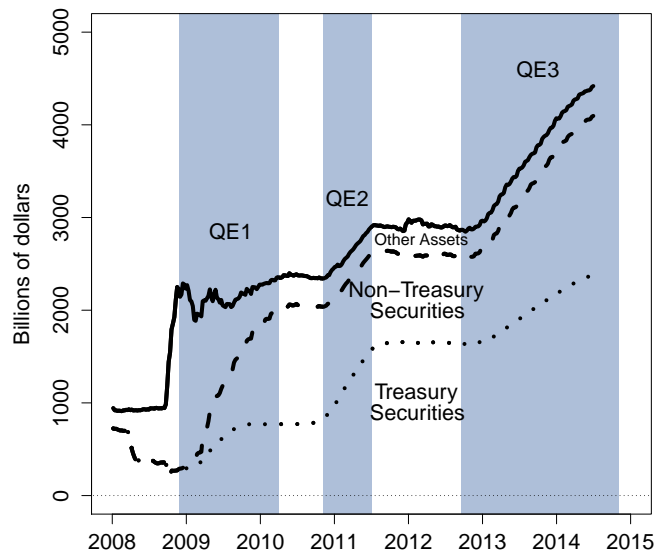 5000
4000
3000
2000
1000
0
Billions of dollars
QE1
QE2
QE3
Other Assets
Non−Treasury
Securities
Treasury
Securities
2008 2009 2010 2011 2012 2013 2014 2015